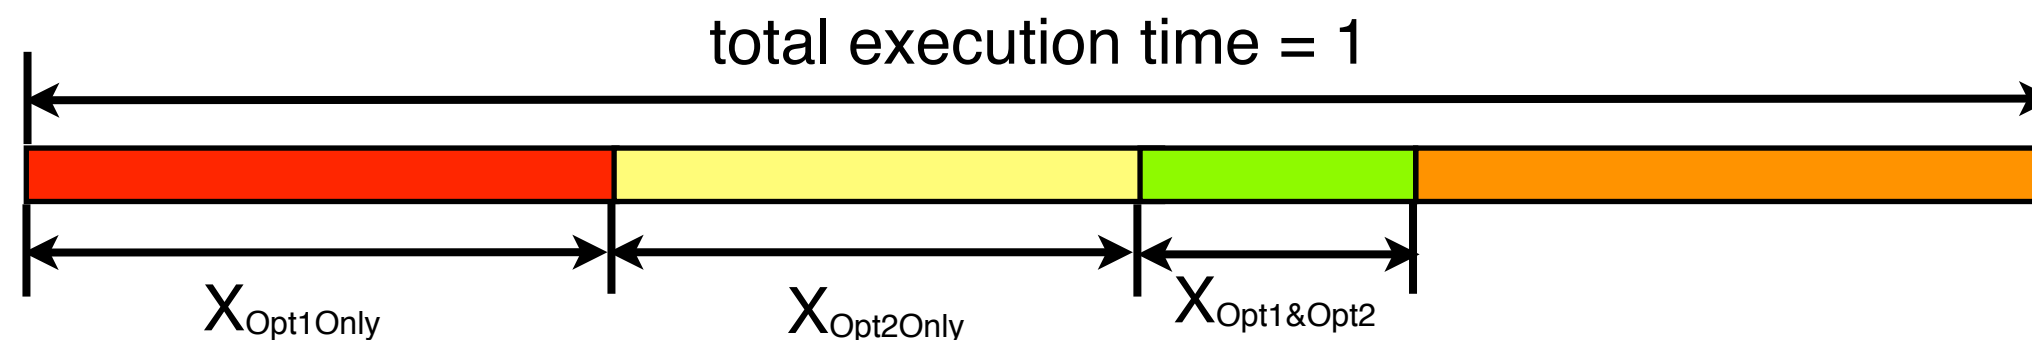 total execution time = 1
XOpt1Only
XOpt2Only
XOpt1&Opt2